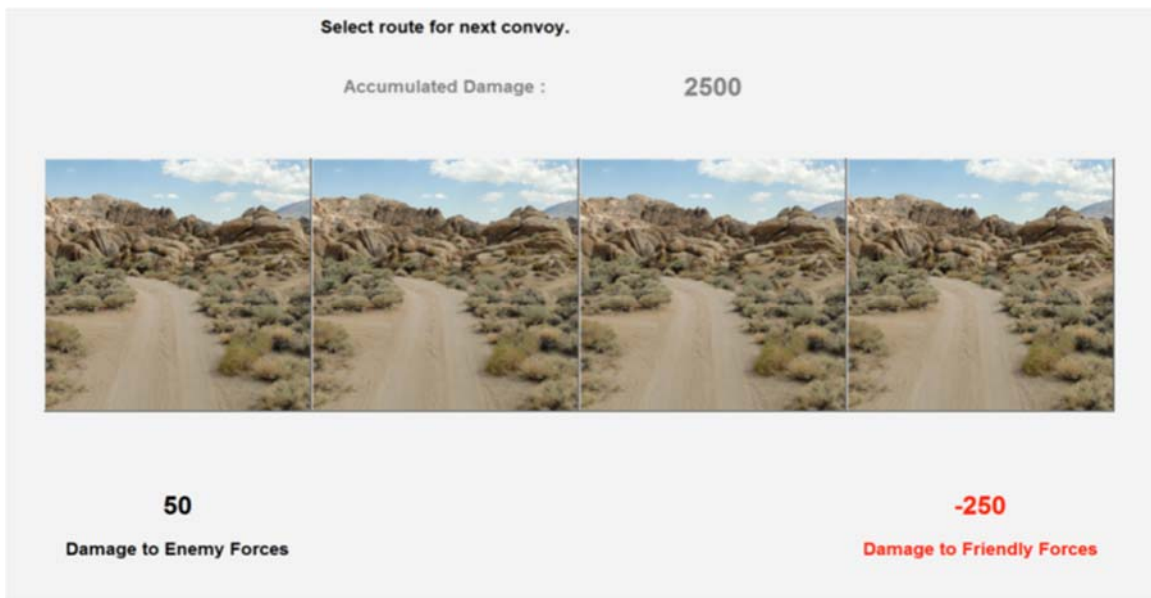 Select route for next convoy.
Accumulated Damage : 2500
50 -250
Damage to Enemy Forces Damage to Friendly Forces